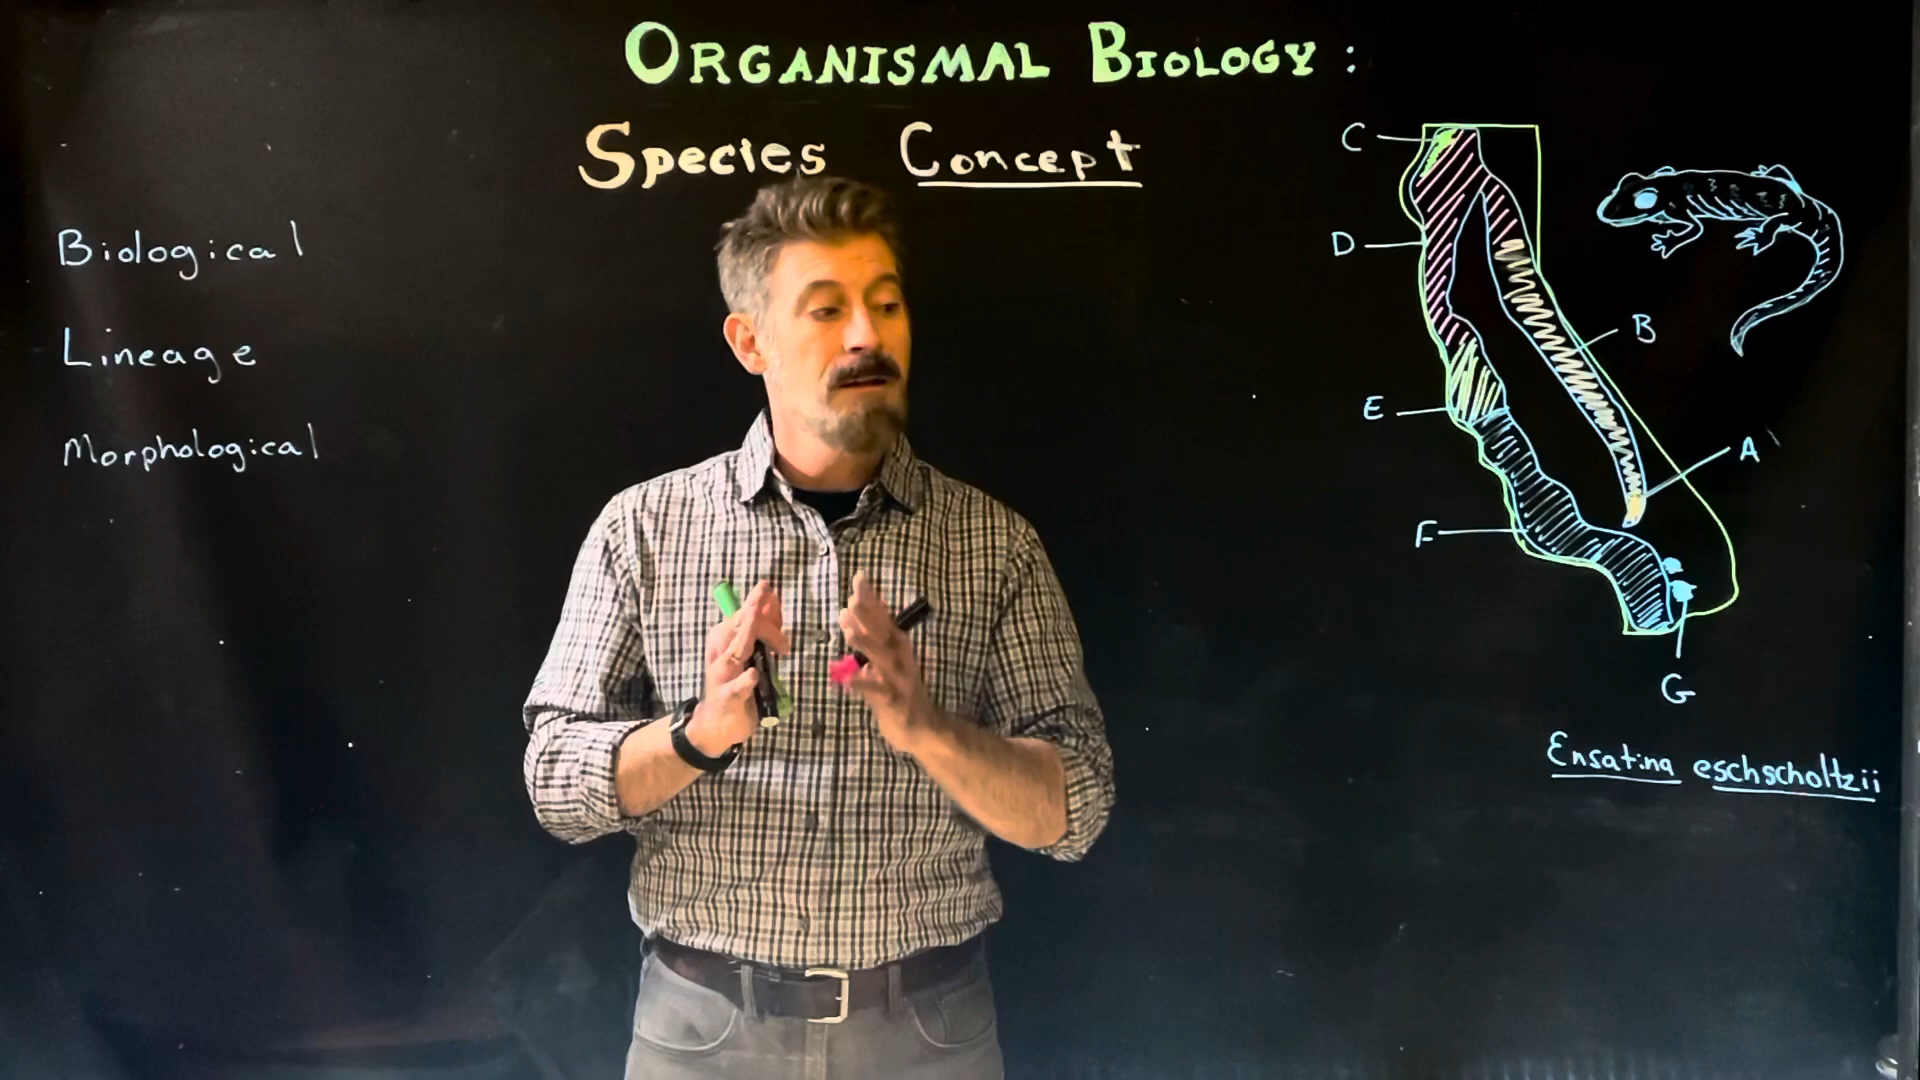 ORGANISMAL BIOLOGY:
Species Concept
Biological
Lineage
Morphological
C
D
B
E
A
F
G
Ensatina eschscholtzii